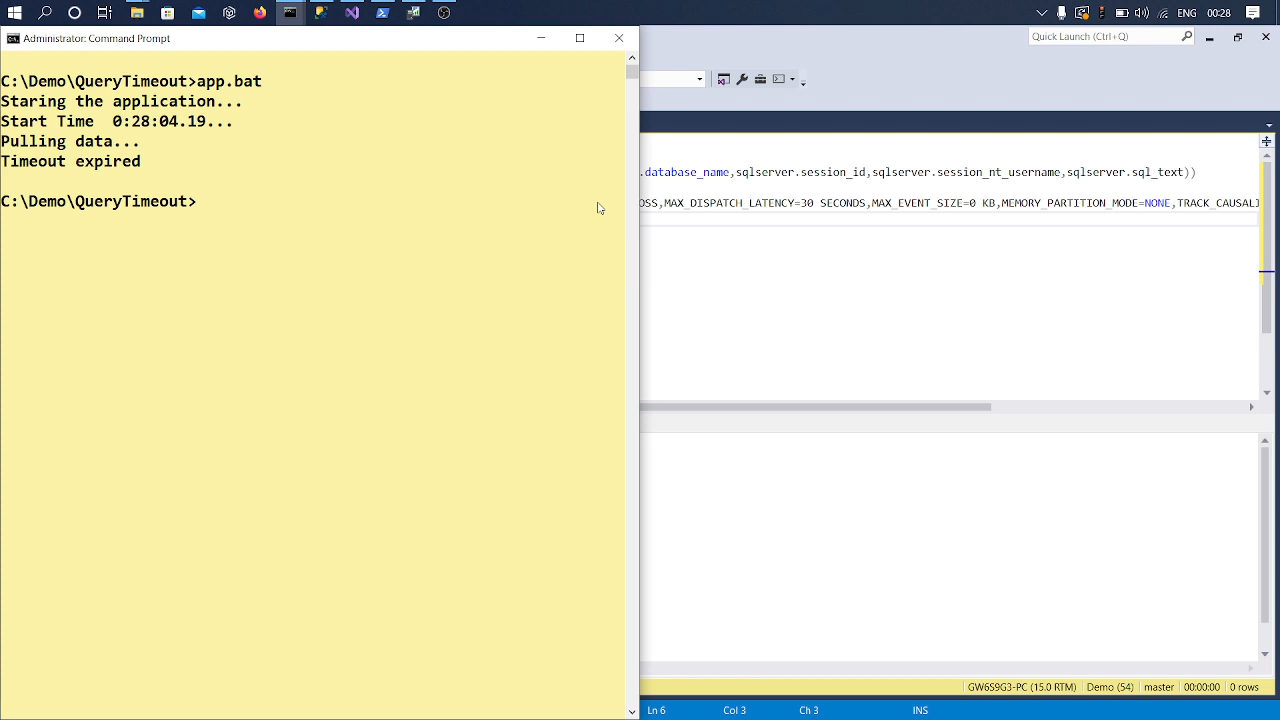 ENG 00:28
Administrator: Command Prompt
Quick Launch (Ctrl+Q)
C:\Demo\QueryTimeout>app.bat
Staring the application...
Start Time  0:28:04.19...
Pulling data...
Timeout expired
C:\Demo\QueryTimeout>
.database_name,sqlserver.session_id,sqlserver.session_nt_username,sqlserver.sql_text))
OSS,MAX_DISPATCH_LATENCY=30 SECONDS,MAX_EVENT_SIZE=0 KB,MEMORY_PARTITION_MODE=NONE,TRACK_CAUSALI
GW6S9G3-PC (15.0 RTM) Demo (54) master 00:00:00 0 rows
Ln 6 Col 3 Ch 3 INS